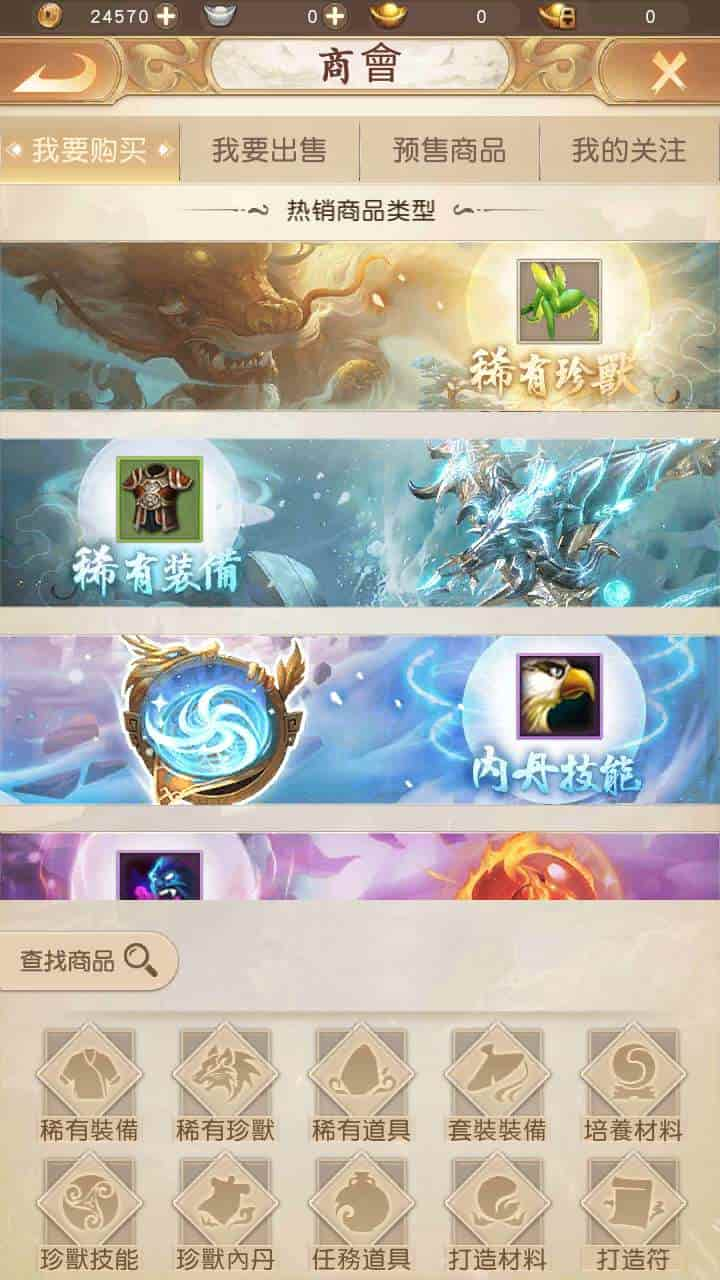 24570 0 0 0
商會
我要购买 我要出售 预售商品 我的关注
热销商品类型
稀有珍獸
稀有装備
内丹技能
查找商品
稀有裝備 稀有珍獸 稀有道具 套裝裝備 培養材料
珍獸技能 珍獸內丹 任務道具 打造材料 打造符